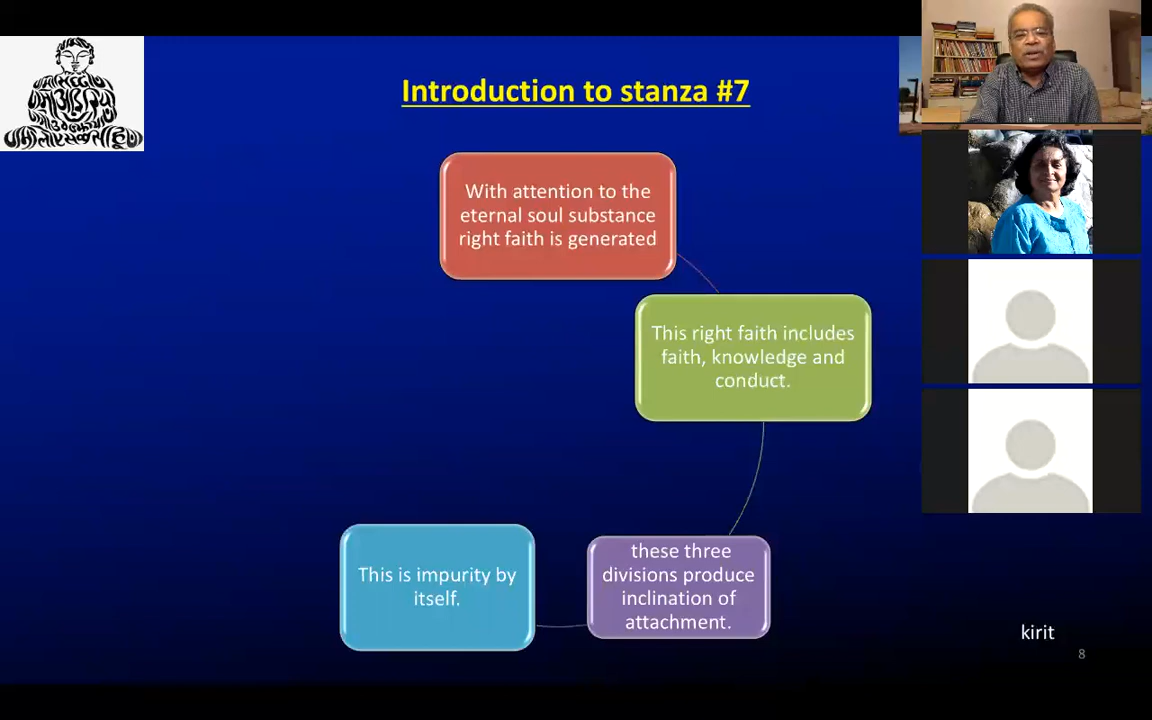 Introduction to stanza #7
With attention to the
eternal soul substance
right faith is generated
This right faith includes
faith, knowledge and
conduct.
these three
divisions produce
inclination of
attachment.
This is impurity by
itself.
kirit
8